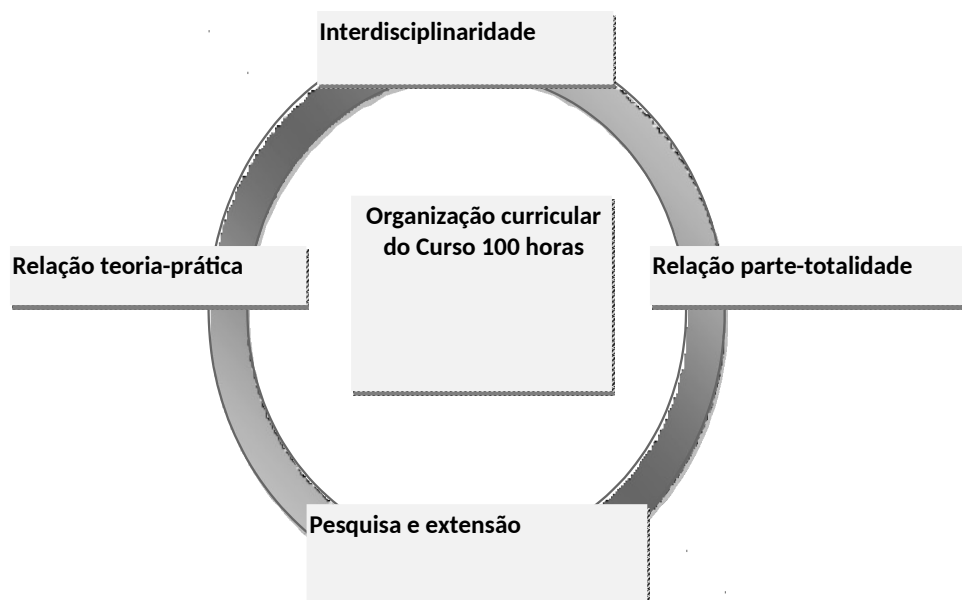 Interdisciplinaridade
Organização curricular
do Curso 100 horas
Relação teoria-prática
Relação parte-totalidade
Pesquisa e extensão